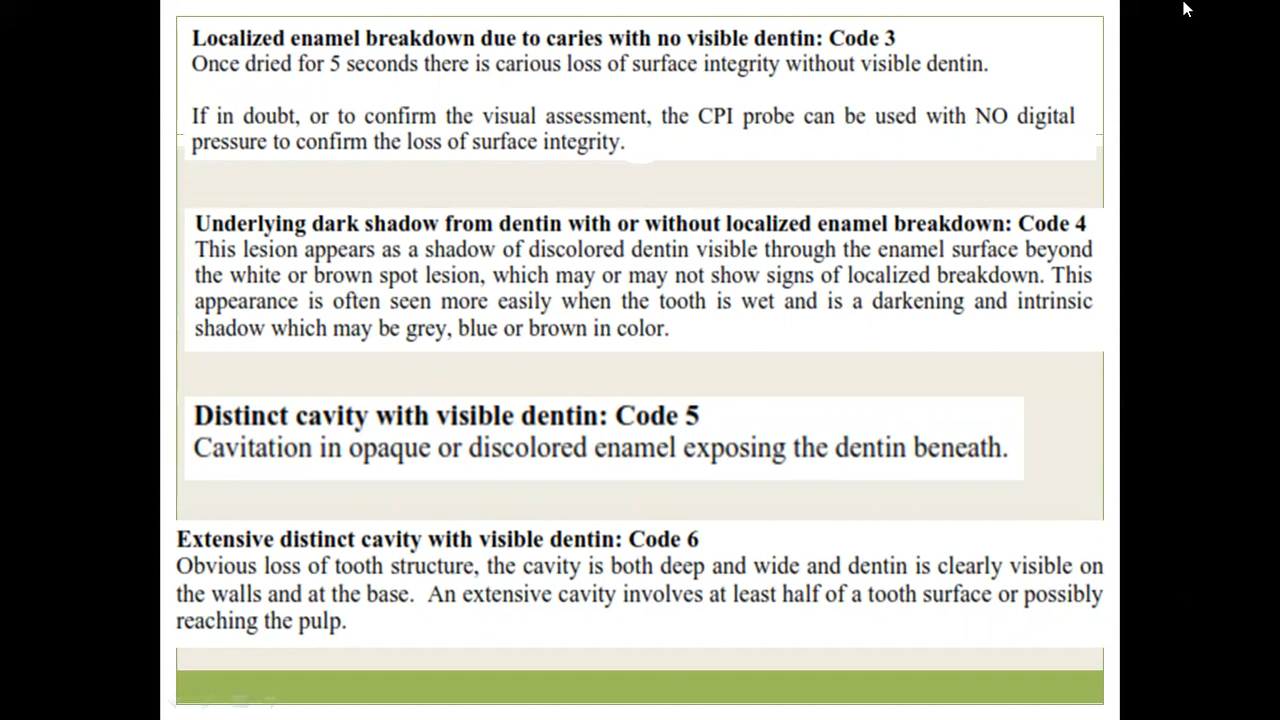 Localized enamel breakdown due to caries with no visible dentin: Code 3
Once dried for 5 seconds there is carious loss of surface integrity without visible dentin.
If in doubt, or to confirm the visual assessment, the CPI probe can be used with NO digital
pressure to confirm the loss of surface integrity.
Underlying dark shadow from dentin with or without localized enamel breakdown: Code 4
This lesion appears as a shadow of discolored dentin visible through the enamel surface beyond
the white or brown spot lesion, which may or may not show signs of localized breakdown. This
appearance is often seen more easily when the tooth is wet and is a darkening and intrinsic
shadow which may be grey, blue or brown in color.
Distinct cavity with visible dentin: Code 5
Cavitation in opaque or discolored enamel exposing the dentin beneath.
Extensive distinct cavity with visible dentin: Code 6
Obvious loss of tooth structure, the cavity is both deep and wide and dentin is clearly visible on
the walls and at the base. An extensive cavity involves at least half of a tooth surface or possibly
reaching the pulp.